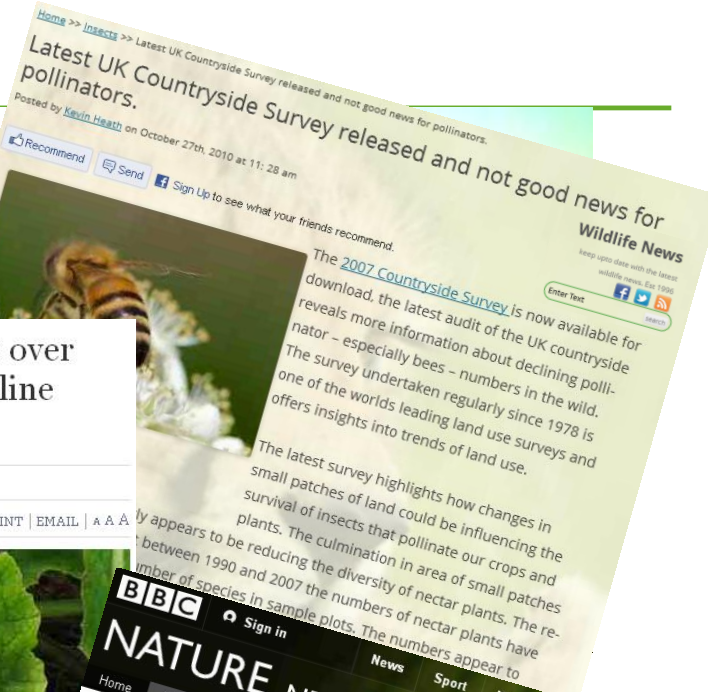 Home >> Insects >> Latest UK Countryside Survey released and not good news for pollinators.
Latest UK Countryside Survey released and not good news for
pollinators.
Posted by Kevin Heath on October 27th, 2010 at 11: 28 am
Recommend
Send
Sign Up to see what your friends recommend.
Wildlife News
keep upto date with the latest
wildlife news. Est 1996
Enter Text
search
The 2007 Countryside Survey is now available for
download, the latest audit of the UK countryside
reveals more information about declining polli-
nator – especially bees – numbers in the wild.
The survey undertaken regularly since 1978 is
one of the worlds leading land use surveys and
offers insights into trends of land use.
The latest survey highlights how changes in
small patches of land could be influencing the
survival of insects that pollinate our crops and
plants. The culmination in area of small patches
ly appears to be reducing the diversity of nectar plants. The re-
between 1990 and 2007 the numbers of nectar plants have
umber of species in sample plots. The numbers appear to
over
line
INT | EMAIL | A A A
BBC
Sign in
News
Sport
NATURE
Home